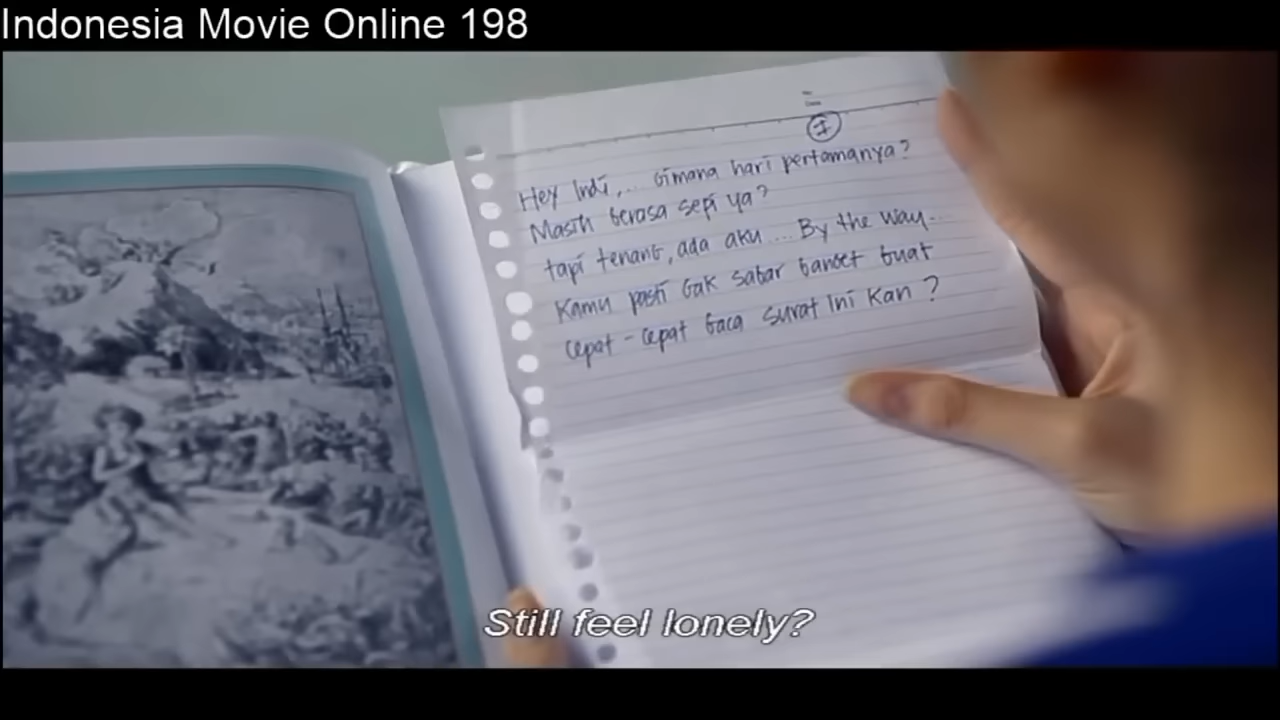 Indonesia Movie Online 198
Hey Indi,... Gimana hari pertamanya?
Masih berasa sepi ya?
tapi tenang, ada aku .... By the way...
Kamu pasti Gak sabar banget buat
cepat - cepat baca surat ini Kan ?
Still feel lonely?